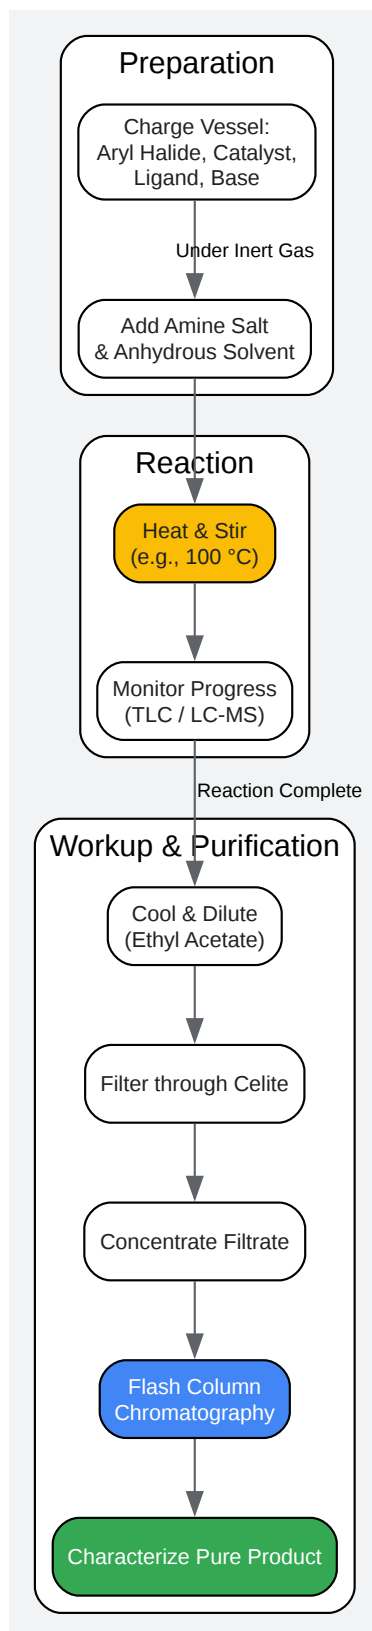 Preparation
Charge Vessel:
Aryl Halide, Catalyst,
Ligand, Base
Under Inert Gas
Add Amine Salt
& Anhydrous Solvent
Reaction
Heat & Stir
(e.g., 100 °C)
Monitor Progress
(TLC / LC-MS)
Reaction Complete
Workup & Purification
Cool & Dilute
(Ethyl Acetate)
Filter through Celite
Concentrate Filtrate
Flash Column
Chromatography
Characterize Pure Product